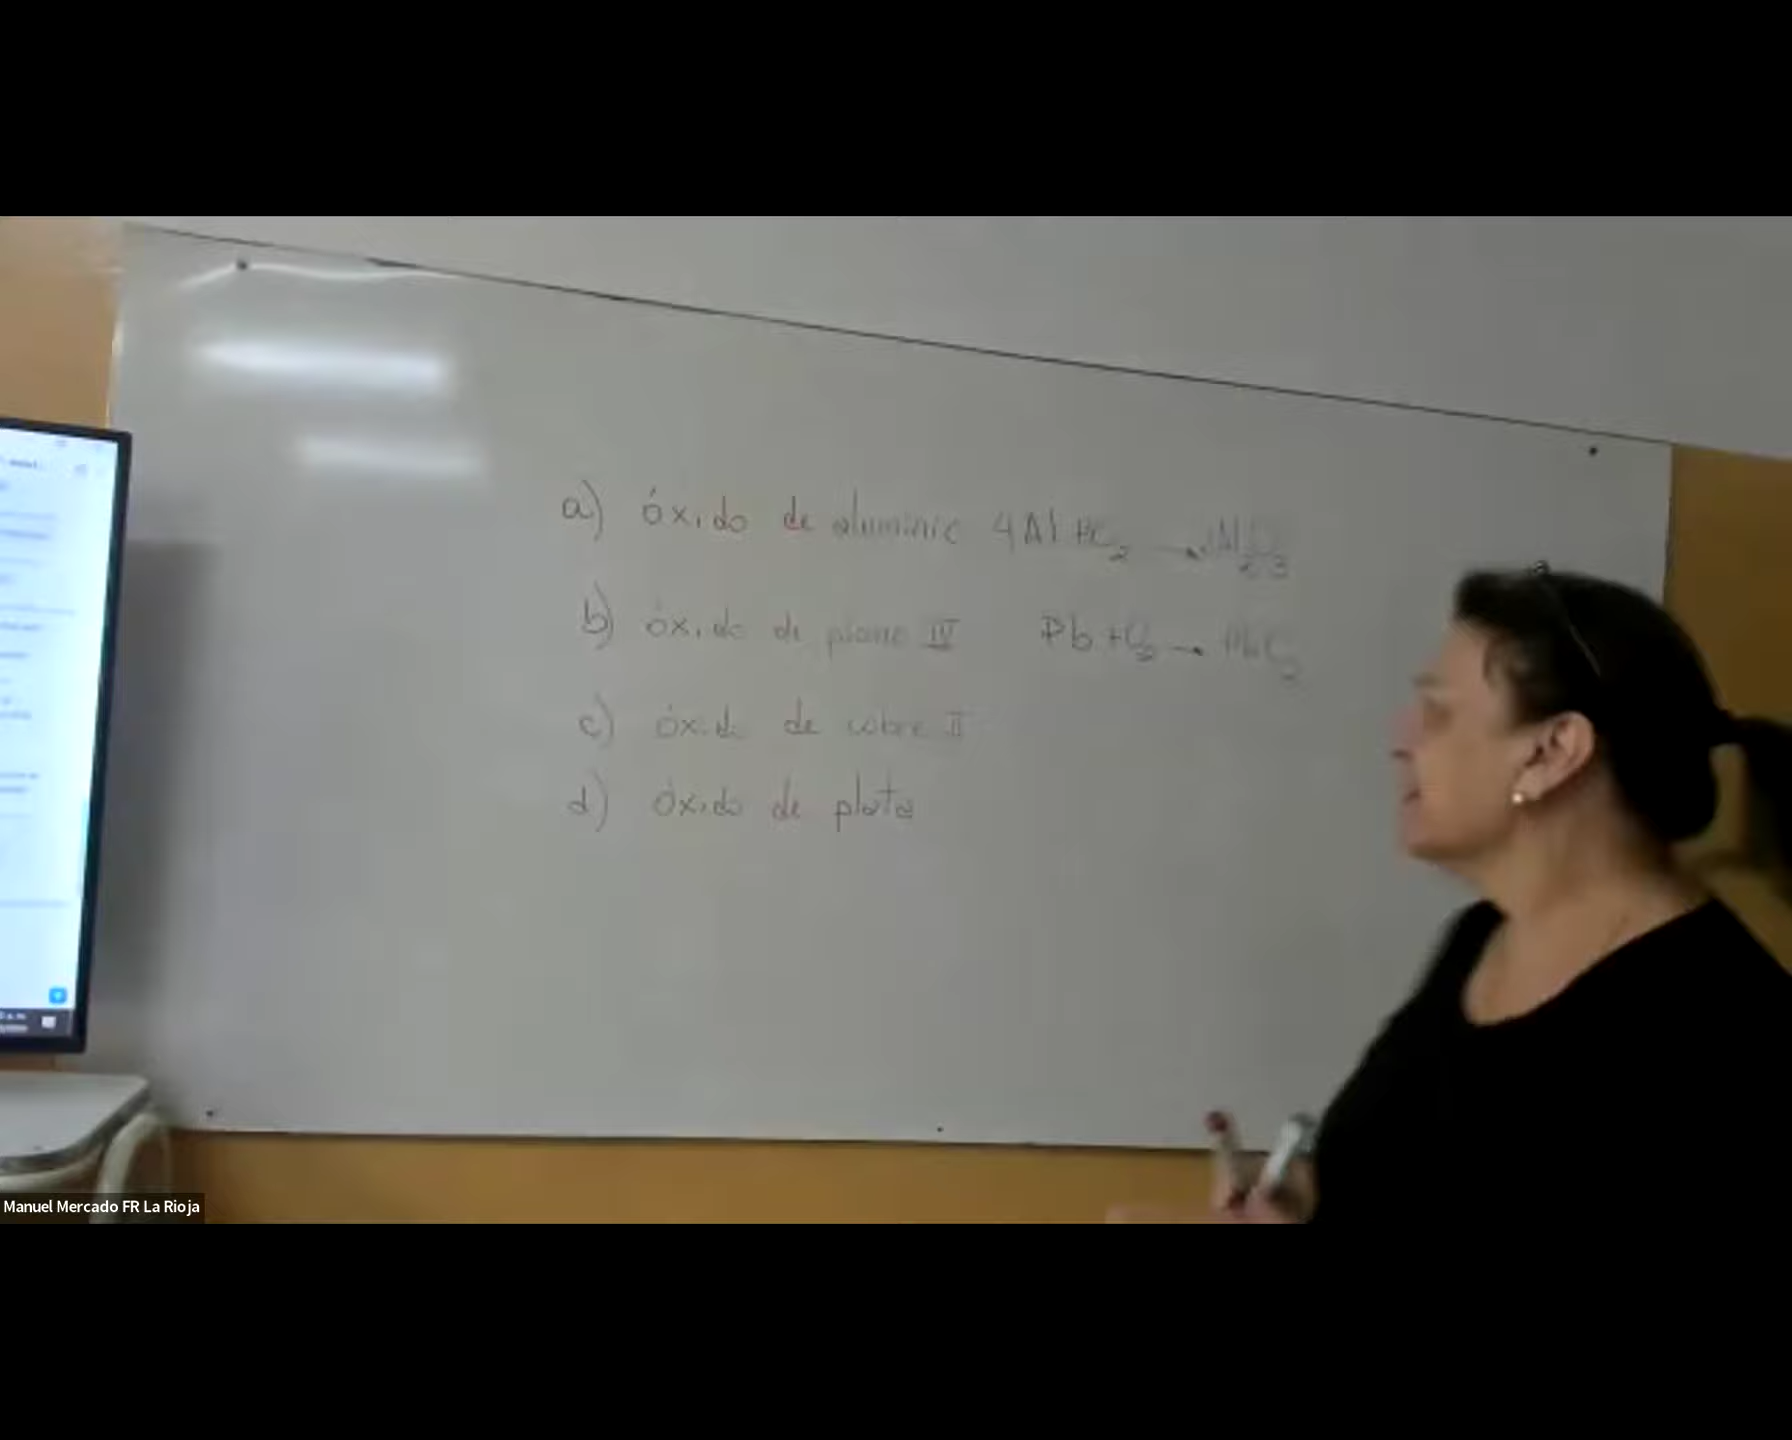 a) óxido de aluminio 4Al + O₂ → 2Al₂O₃
b) óxido de plomo IV Pb + O₂ → PbO₂
c) óxido de cobre II
d) óxido de plata
Manuel Mercado FR La Rioja